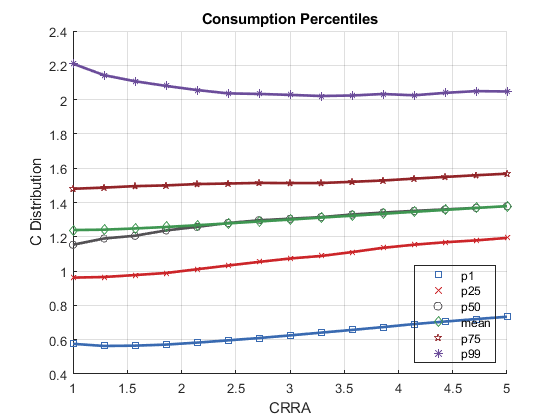 Consumption Percentiles
2.4
2.2
2
1.8
1.6
1.4
1.2
1
0.8
0.6
0.4
C Distribution
p1
p25
p50
mean
p75
p99
1 1.5 2 2.5 3 3.5 4 4.5 5
CRRA